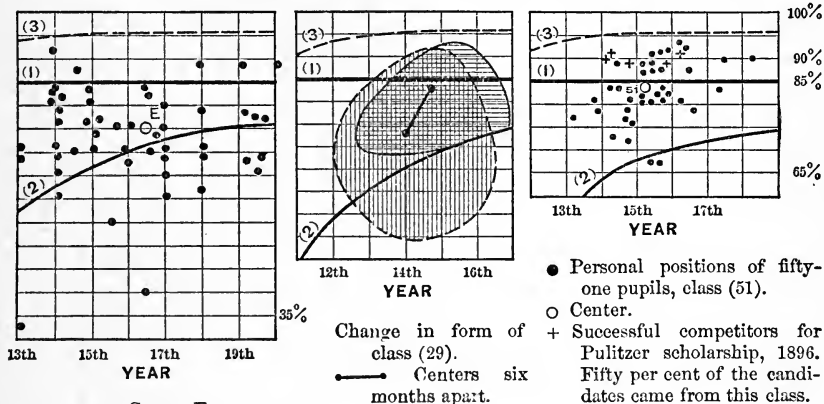 (3)
(1)
E
(2)
35%
13th 15th 17th 19th
YEAR
(3)
(1)
(2)
12th 14th 16th
YEAR
Change in form of
class (29).
Centers six
months apart.
100%
(3)
90%
(1)
85%
51
(2)
65%
13th 15th 17th
YEAR
Personal positions of fifty-
one pupils, class (51).
Center.
+ Successful competitors for
Pulitzer scholarship, 1896.
Fifty per cent of the candi-
dates came from this class.